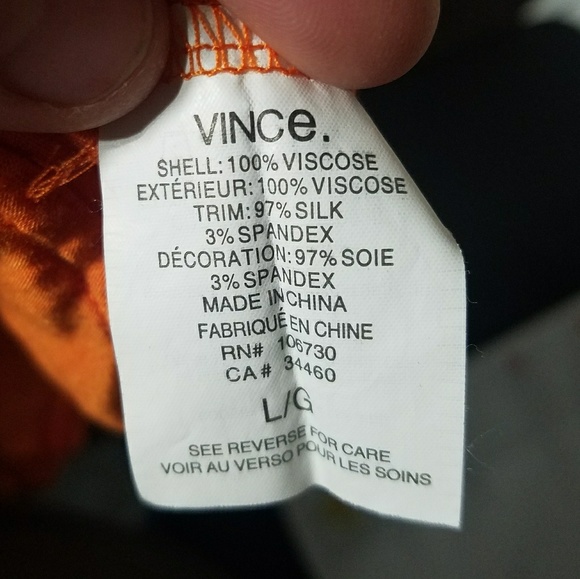 VINCe.
SHELL: 100% VISCOSE
EXTÉRIEUR: 100% VISCOSE
TRIM: 97% SILK
3% SPANDEX
DÉCORATION: 97% SOIE
3% SPANDEX
MADE IN CHINA
FABRIQUE EN CHINE
RN# 106730
CA# 34460
L/G
SEE REVERSE FOR CARE
VOIR AU VERSO POUR LES SOINS